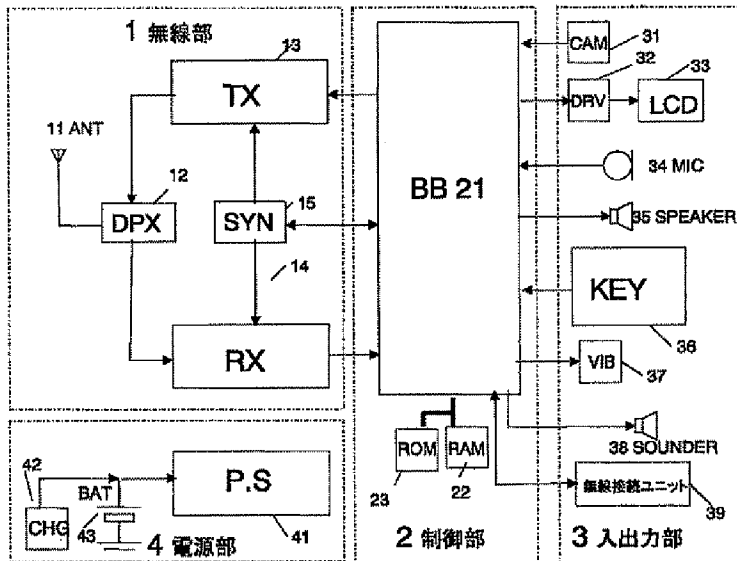 1 無線部
13
TX
11 ANT
12
DPX
SYN
15
14
RX
BB 21
ROM
RAM
23
22
2 制御部
CAM
31
32
33
DRV
LCD
34 MIC
35 SPEAKER
KEY
36
VIB
37
38 SOUNDER
無線接続ユニット
39
3 入出力部
42
BAT
CHG
43
P.S
41
4 電源部